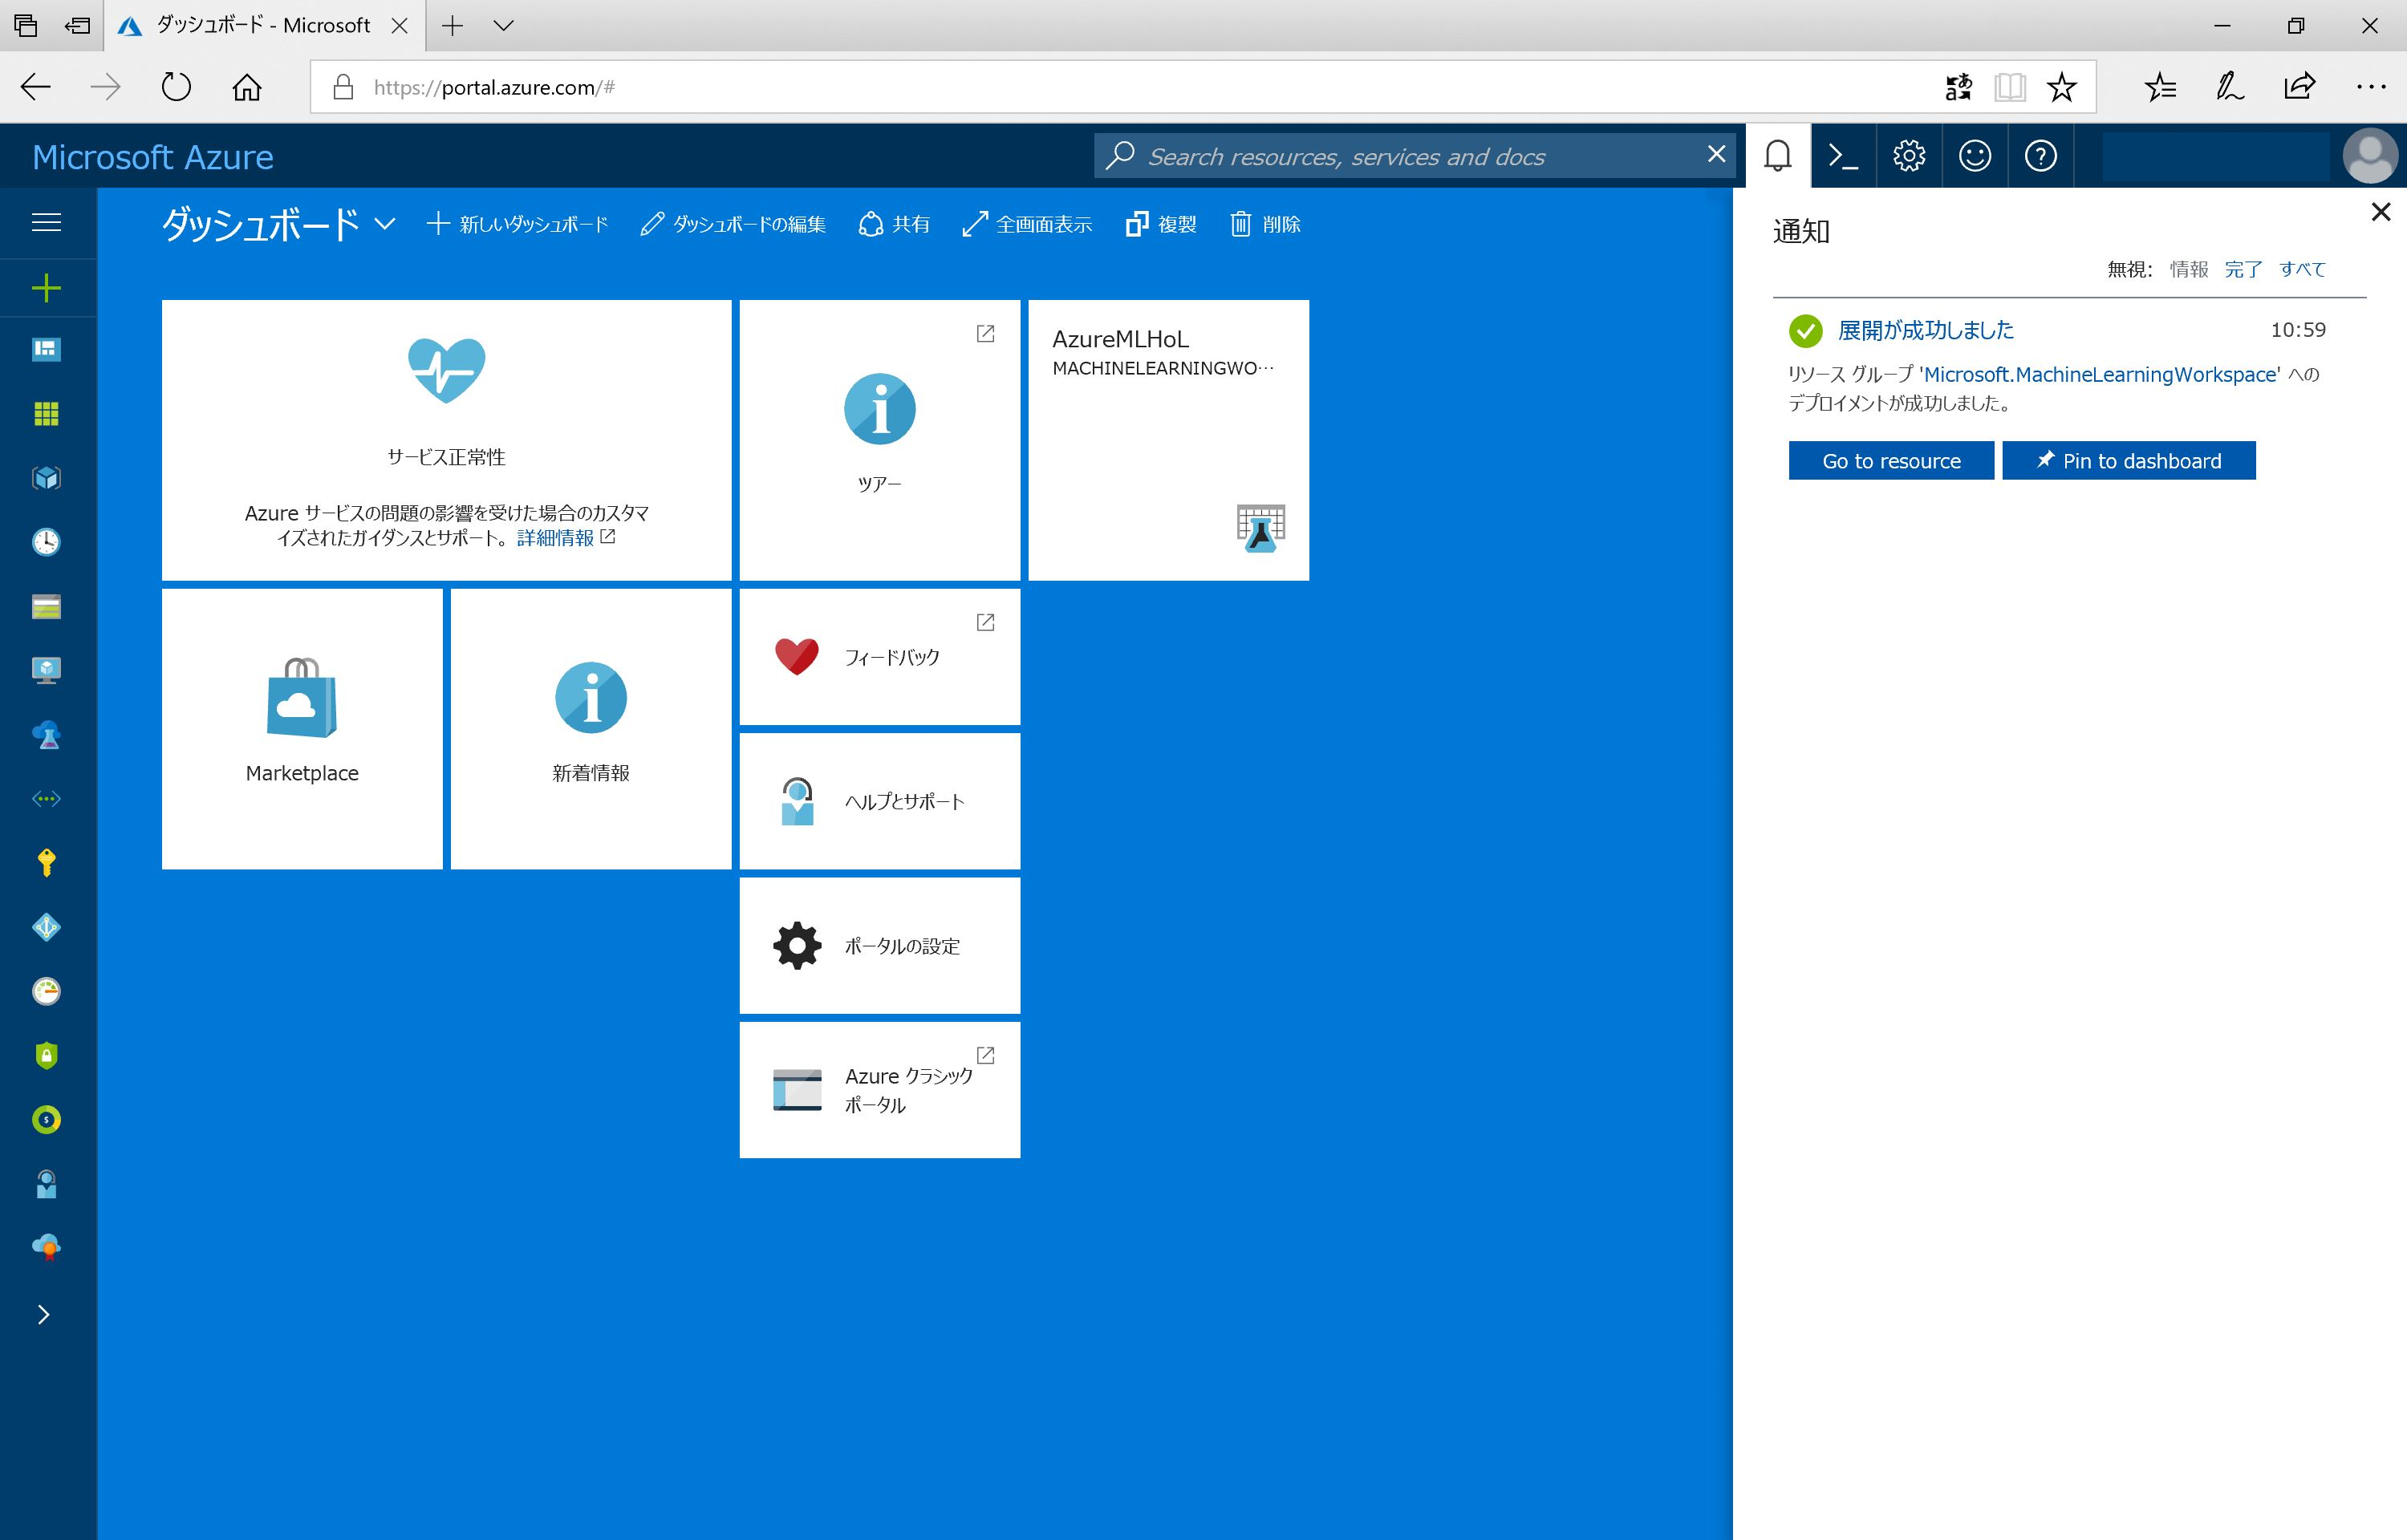 ダッシュボード - Microsoft
https://portal.azure.com/#
Microsoft Azure
Search resources, services and docs
ダッシュボード
新しいダッシュボード
ダッシュボードの編集
共有
全画面表示
複製
削除
サービス正常性
Azure サービスの問題の影響を受けた場合のカスタマ
イズされたガイダンスとサポート。 詳細情報
ツアー
AzureMLHoL
MACHINELEARNINGWO…
Marketplace
新着情報
フィードバック
ヘルプとサポート
ポータルの設定
Azure クラシック
ポータル
通知
無視: 情報 完了 すべて
展開が成功しました 10:59
リソース グループ 'Microsoft.MachineLearningWorkspace' への
デプロイメントが成功しました。
Go to resource
Pin to dashboard